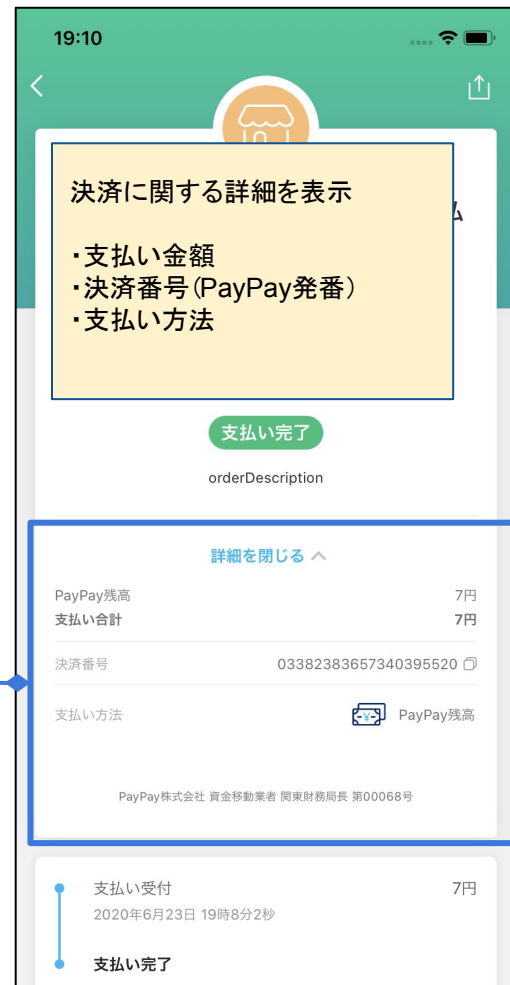 19:10
決済に関する詳細を表示
・支払い金額
・決済番号(PayPay発番)
・支払い方法
支払い完了
orderDescription
詳細を閉じる
PayPay残高 7円
支払い合計 7円
決済番号 03382383657340395520
支払い方法 PayPay残高
PayPay株式会社 資金移動業者 関東財務局長 第00068号
支払い受付 7円
2020年6月23日 19時8分2秒
支払い完了